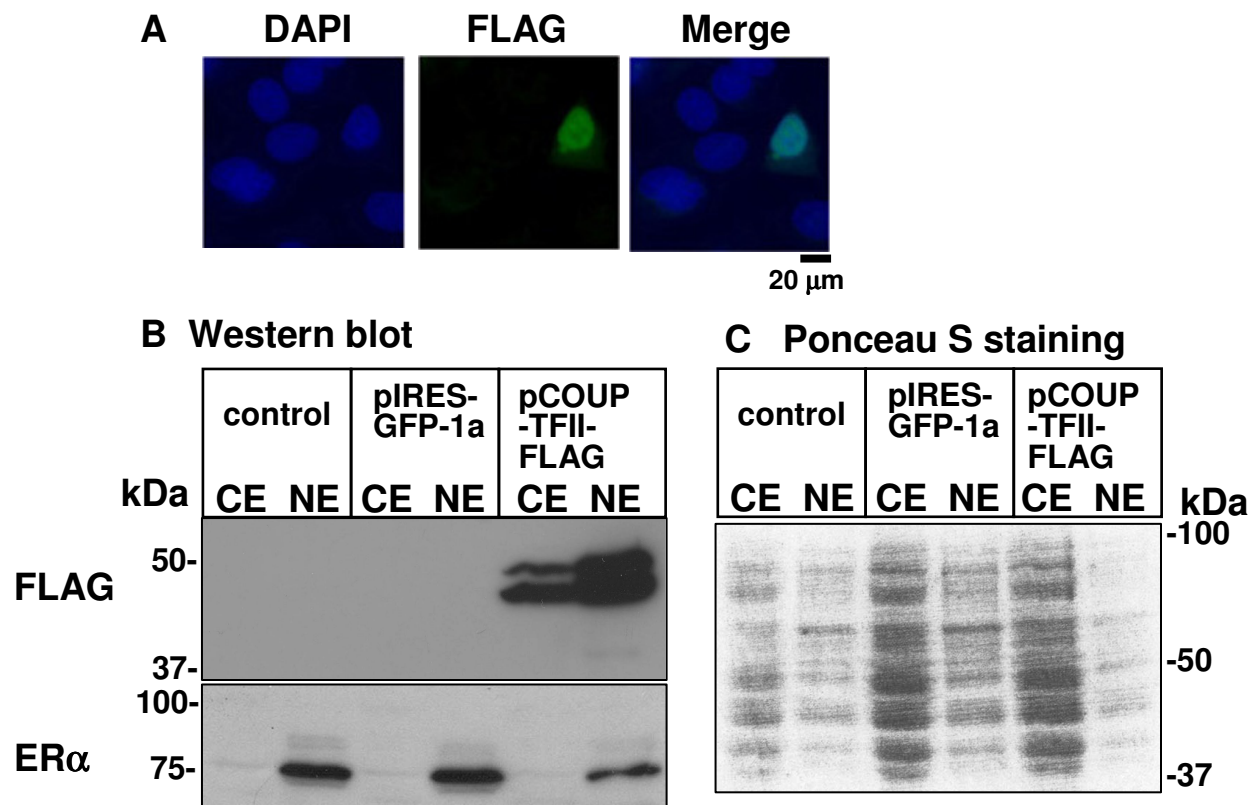 A DAPI FLAG Merge
20 μm
B Western blot
control
pIRES-
GFP-1a
pCOUP
-TFII-
FLAG
kDa CE NE CE NE CE NE
FLAG
50-
37-
ERα
100-
75-
C Ponceau S staining
control
pIRES-
GFP-1a
pCOUP
-TFII-
FLAG
CE NE CE NE CE NE kDa
-100
-50
-37